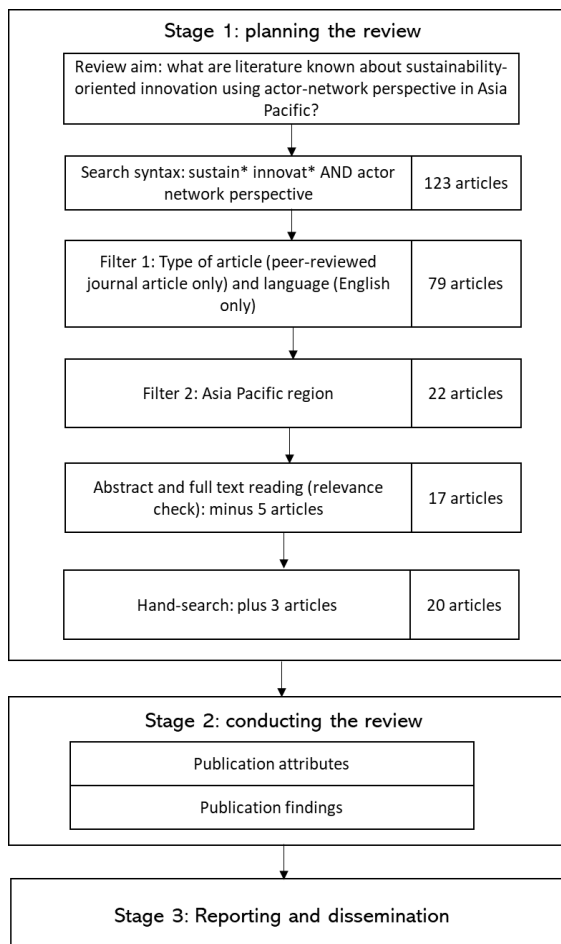 Stage 1: planning the review
Review aim: what are literature known about sustainability-
oriented innovation using actor-network perspective in Asia
Pacific?
Search syntax: sustain* innovat* AND actor
network perspective
123 articles
Filter 1: Type of article (peer-reviewed
journal article only) and language (English
only)
79 articles
Filter 2: Asia Pacific region
22 articles
Abstract and full text reading (relevance
check): minus 5 articles
17 articles
Hand-search: plus 3 articles
20 articles
Stage 2: conducting the review
Publication attributes
Publication findings
Stage 3: Reporting and dissemination